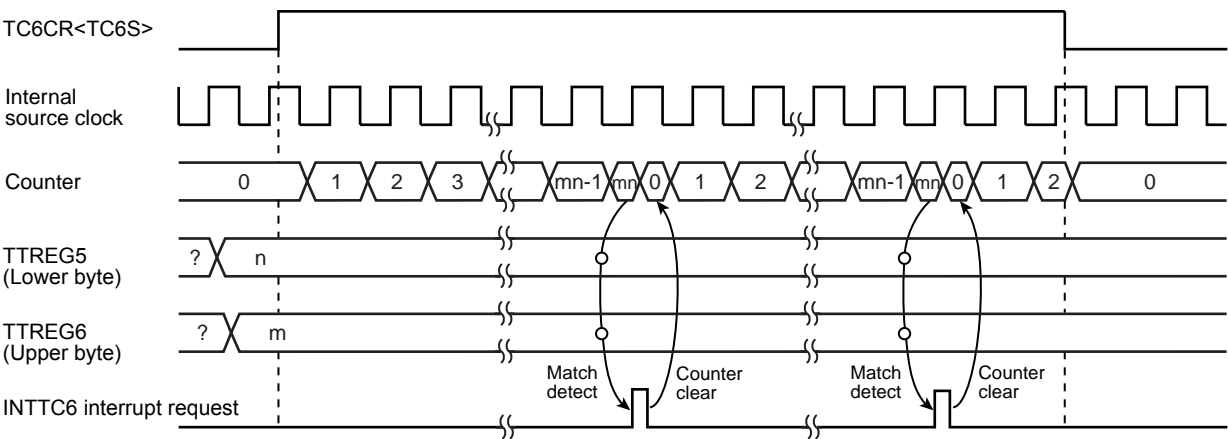 TC6CR<TC6S>
Internal
source clock
Counter
0 1 2 3 mn-1 mn 0 1 2 mn-1 mn 0 1 2 0
TTREG5
(Lower byte)
? n
TTREG6
(Upper byte)
? m
Match
detect
Counter
clear
Match
detect
Counter
clear
INTTC6 interrupt request